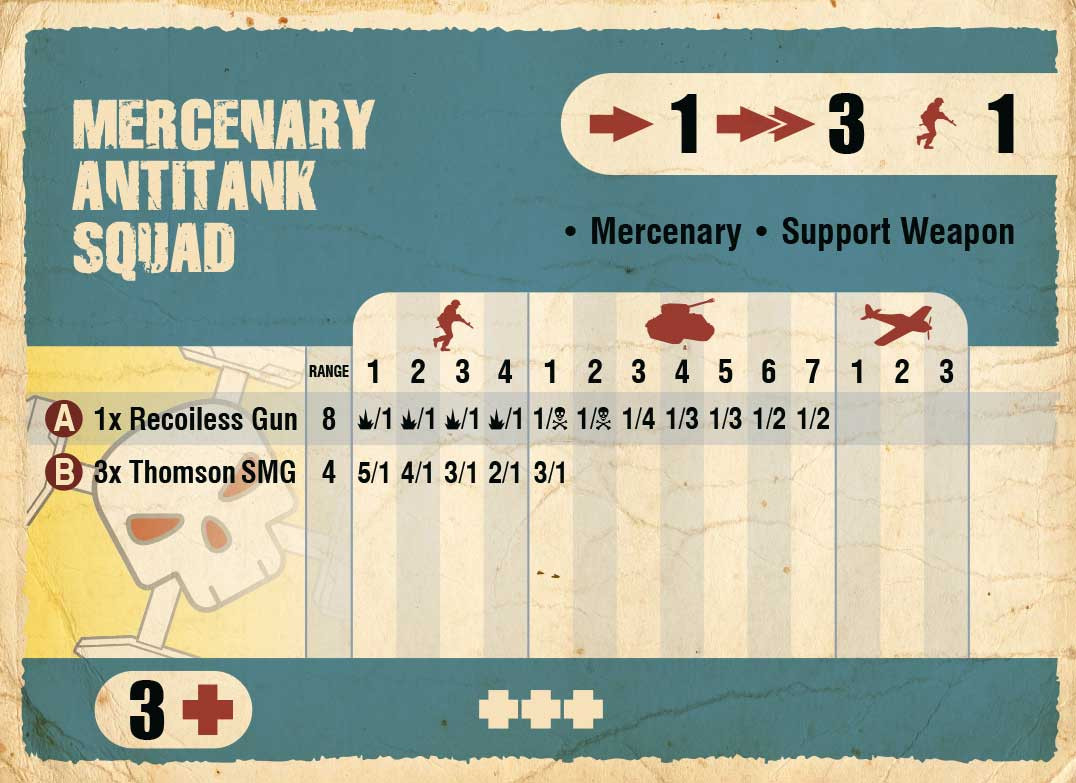 MERCENARY
ANTITANK
SQUAD
1 3 1
• Mercenary • Support Weapon
RANGE 1 2 3 4 1 2 3 4 5 6 7 1 2 3
A 1x Recoiless Gun 8 /1 /1 /1 /1 1/☠ 1/☠ 1/4 1/3 1/3 1/2 1/2
B 3x Thomson SMG 4 5/1 4/1 3/1 2/1 3/1
3